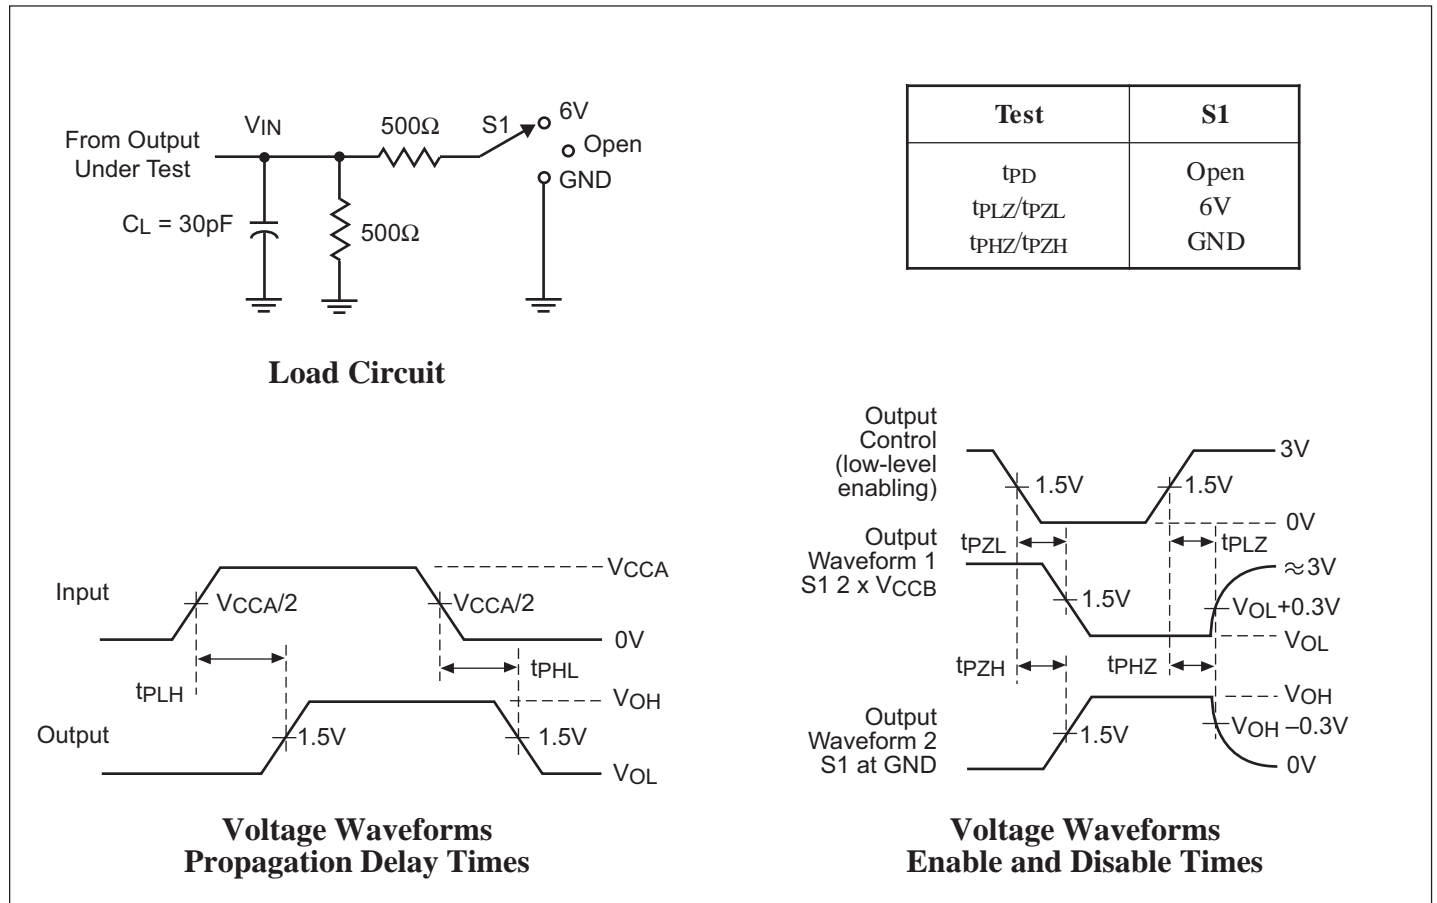 From Output
Under Test
VIN
500Ω
S1
6V
Open
GND
CL = 30pF
500Ω
Load Circuit
Test S1
tPD Open
tPLZ/tPZL 6V
tPHZ/tPZH GND
Input
VCCA/2
VCCA/2
VCCA
0V
tPLH
tPHL
Output
1.5V
1.5V
VOH
VOL
Voltage Waveforms
Propagation Delay Times
Output
Control
(low-level
enabling)
1.5V
1.5V
3V
0V
Output
Waveform 1
S1 2 x VCCB
tPZL
tPLZ
≈3V
1.5V
VOL+0.3V
VOL
tPZH
tPHZ
VOH
Output
Waveform 2
S1 at GND
1.5V
VOH –0.3V
0V
Voltage Waveforms
Enable and Disable Times